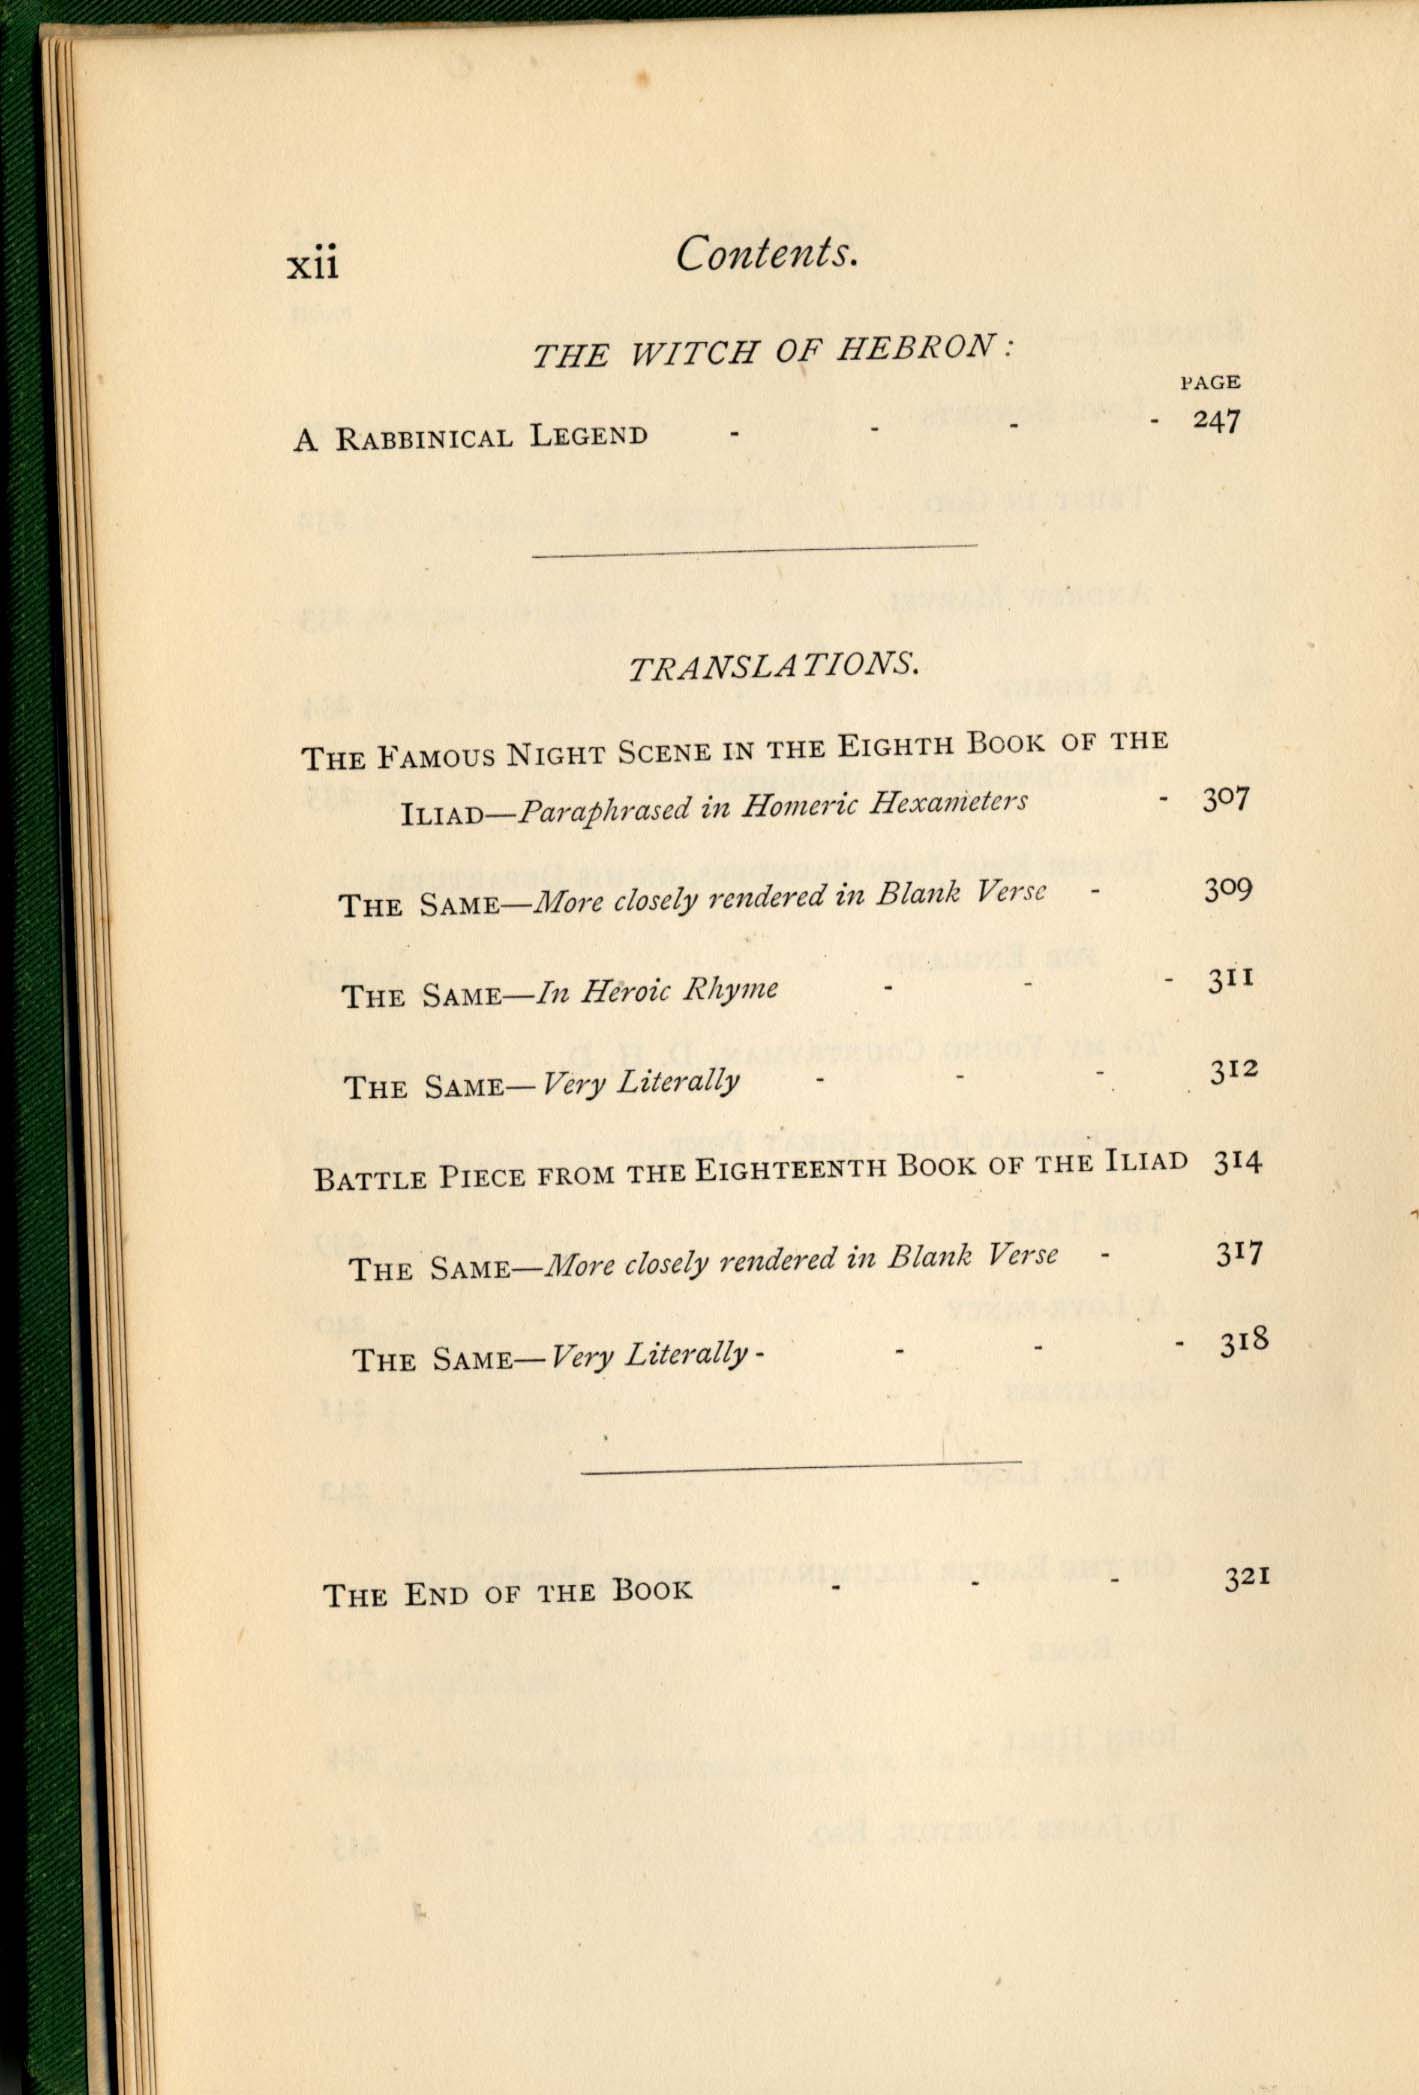 xii Contents.
THE WITCH OF HEBRON:
PAGE
A RABBINICAL LEGEND - - - - 247
TRANSLATIONS.
THE FAMOUS NIGHT SCENE IN THE EIGHTH BOOK OF THE
ILIAD—Paraphrased in Homeric Hexameters - 307
THE SAME—More closely rendered in Blank Verse - 309
THE SAME—In Heroic Rhyme - - - 311
THE SAME—Very Literally - - - 312
BATTLE PIECE FROM THE EIGHTEENTH BOOK OF THE ILIAD 314
THE SAME—More closely rendered in Blank Verse - 317
THE SAME—Very Literally - - - - 318
THE END OF THE BOOK - - - 321